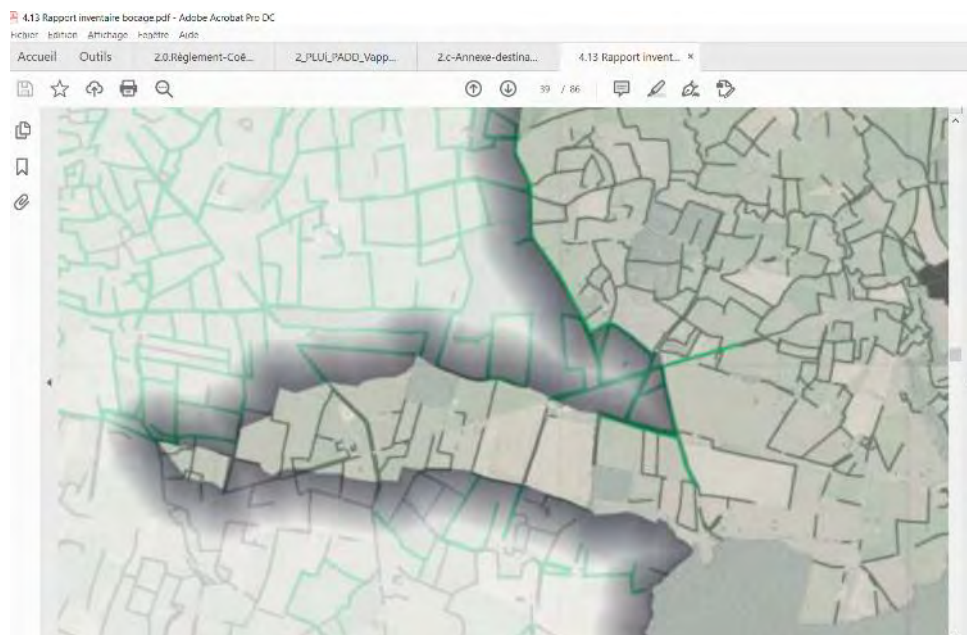 4.13 Rapport inventaire bocage.pdf - Adobe Acrobat Pro DC
Fichier Edition Affichage Fenêtre Aide
Accueil Outils 2.0.Règlement-Coë... 2_PLUi_PADD_Vapp... 2.c-Annexe-destina... 4.13 Rapport invent... ×
39 / 86